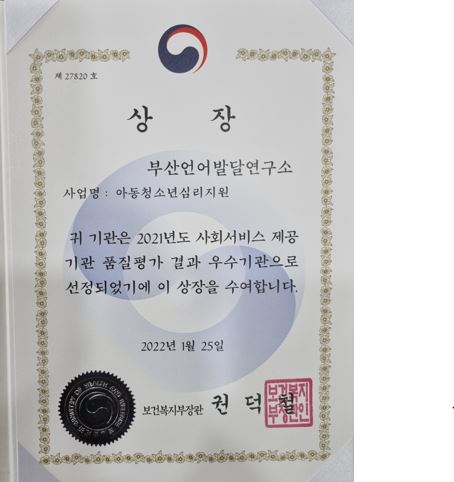 제 27820 호
상 장
부산언어발달연구소
사업명 : 아동청소년심리지원
귀 기관은 2021년도 사회서비스 제공
기관 품질평가 결과 우수기관으로
선정되었기에 이 상장을 수여합니다.
2022년 1월 25일
보건복지부장관 권 덕 철
보건복지
부장관인